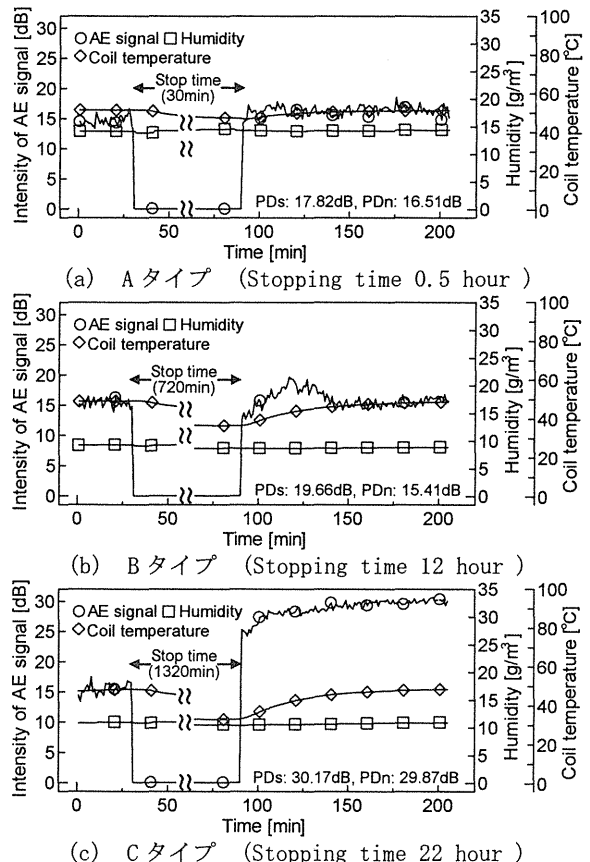 Intensity of AE signal [dB]
30
25
20
15
10
5
0
○AE signal □Humidity
◇Coil temperature
Stop time
(30min)
PDs: 17.82dB, PDn: 16.51dB
35
30
25
20
15
10
5
0
Humidity [g/m³]
100
80
60
40
20
0
Coil temperature [℃]
0 50 100 150 200
Time [min]
(a) Aタイプ (Stopping time 0.5 hour )
Intensity of AE signal [dB]
30
25
20
15
10
5
0
○AE signal □Humidity
◇Coil temperature
Stop time
(720min)
PDs: 19.66dB, PDn: 15.41dB
35
30
25
20
15
10
5
0
Humidity [g/m³]
100
80
60
40
20
0
Coil temperature [℃]
0 50 100 150 200
Time [min]
(b) Bタイプ (Stopping time 12 hour )
Intensity of AE signal [dB]
30
25
20
15
10
5
0
○AE signal □Humidity
◇Coil temperature
Stop time
(1320min)
PDs: 30.17dB, PDn: 29.87dB
35
30
25
20
15
10
5
0
Humidity [g/m³]
100
80
60
40
20
0
Coil temperature [℃]
0 50 100 150 200
Time [min]
(c) Cタイプ (Stopping time 22 hour )